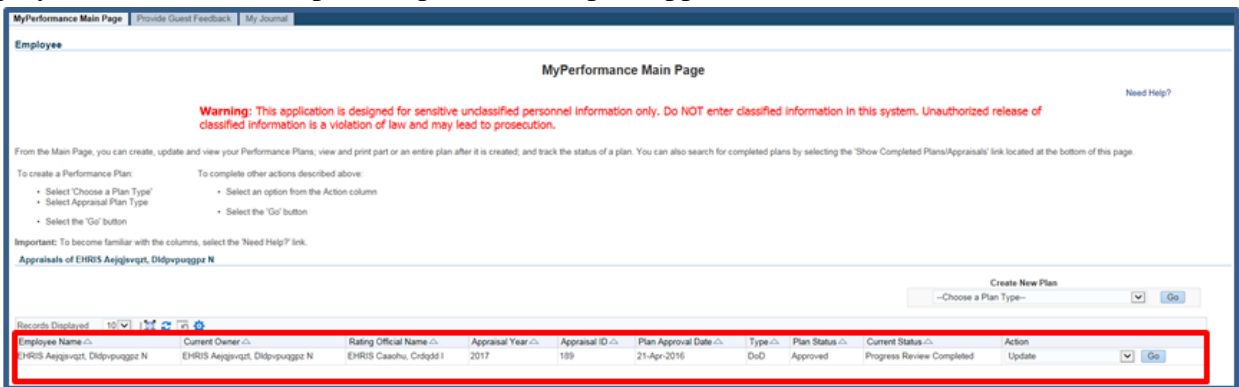 MyPerformance Main Page Provide Guest Feedback My Journal
Employee
MyPerformance Main Page
Need Help?
Warning: This application is designed for sensitive unclassified personnel information only. Do NOT enter classified information in this system. Unauthorized release of
classified information is a violation of law and may lead to prosecution.
From the Main Page, you can create, update and view your Performance Plans; view and print part or an entire plan after it is created; and track the status of a plan. You can also search for completed plans by selecting the 'Show Completed Plans/Appraisals' link located at the bottom of this page.
To create a Performance Plan: To complete other actions described above:
• Select 'Choose a Plan Type' • Select an option from the Action column
• Select Appraisal Plan Type
• Select the 'Go' button
• Select the 'Go' button
Important: To become familiar with the columns, select the 'Need Help?' link.
Appraisals of EHRIS Aejqjsvqzt, Dldpvpuqgpz N
Create New Plan
--Choose a Plan Type-- Go
Records Displayed 10
Employee Name Current Owner Rating Official Name Appraisal Year Appraisal ID Plan Approval Date Type Plan Status Current Status Action
EHRIS Aejqjsvqzt, Dldpvpuqgpz N EHRIS Aejqjsvqzt, Dldpvpuqgpz N EHRIS Caaohu, Crdqdd I 2017 189 21-Apr-2016 DoD Approved Progress Review Completed Update Go